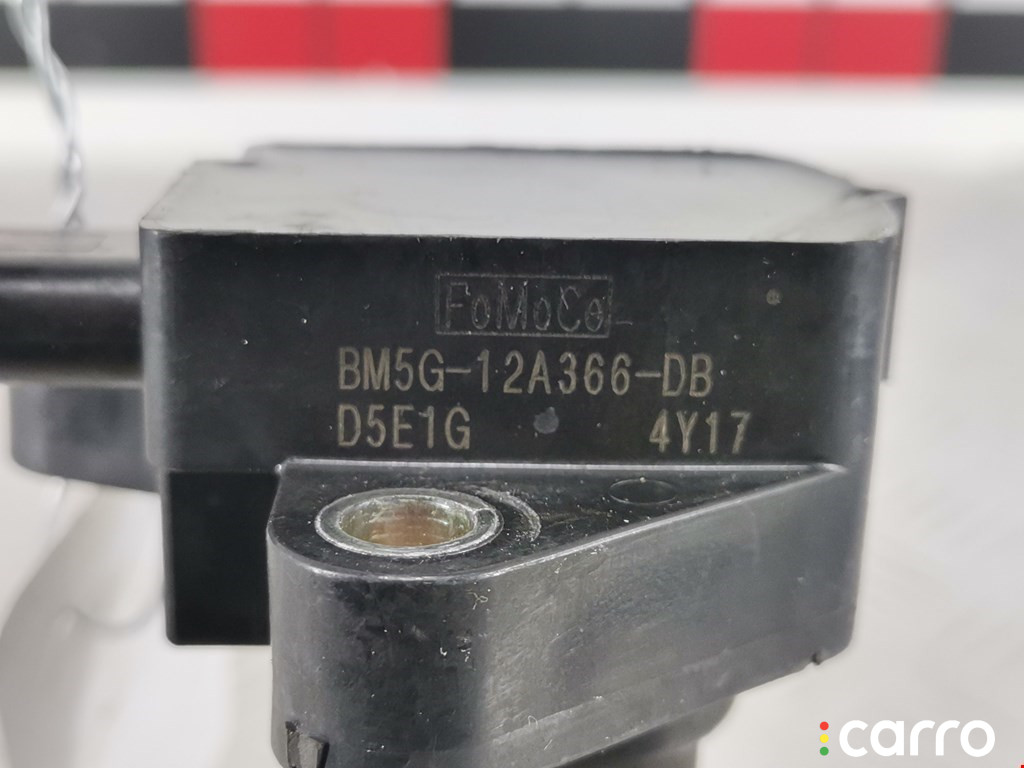 FoMoCo
BM5G-12A366-DB
D5E1G 4Y17
carro